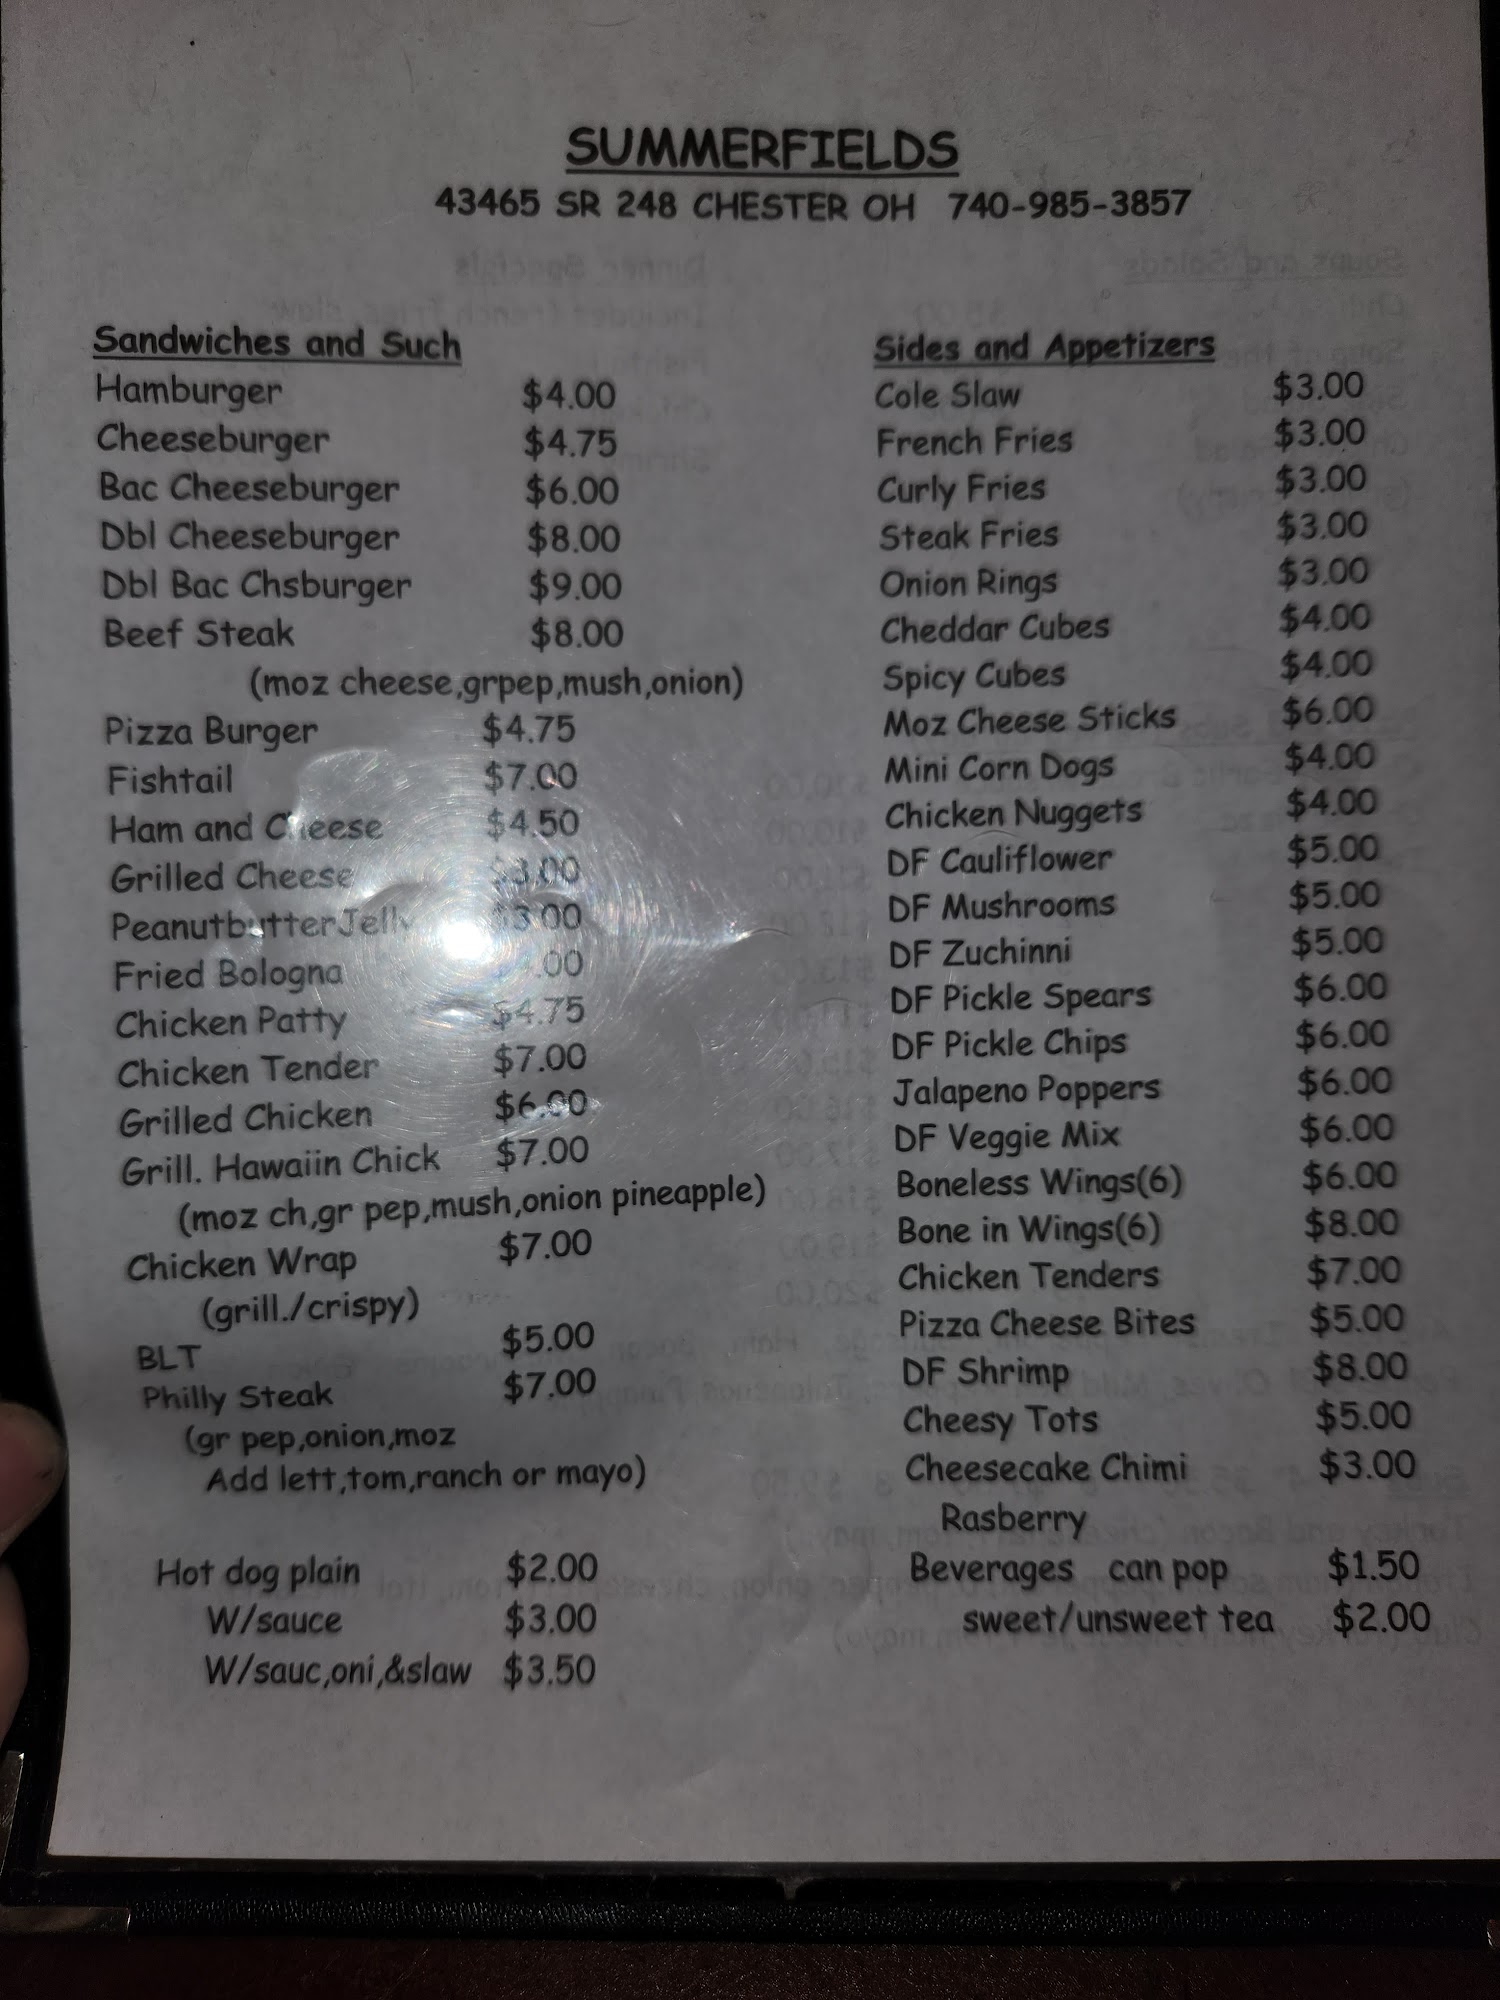 SUMMERFIELDS
43465 SR 248 CHESTER OH 740-985-3857
Sandwiches and Such
Hamburger $4.00
Cheeseburger $4.75
Bac Cheeseburger $6.00
Dbl Cheeseburger $8.00
Dbl Bac Chsburger $9.00
Beef Steak $8.00
(moz cheese,grpep,mush,onion)
Pizza Burger $4.75
Fishtail $7.00
Ham and Cheese $4.50
Grilled Cheese $3.00
PeanutbutterJelly $3.00
Fried Bologna
Chicken Patty $4.75
Chicken Tender $7.00
Grilled Chicken $6.00
Grill. Hawaiin Chick $7.00
(moz ch,gr pep,mush,onion pineapple)
Chicken Wrap $7.00
(grill./crispy)
BLT $5.00
Philly Steak $7.00
(gr pep,onion,moz
Add lett,tom,ranch or mayo)
Hot dog plain $2.00
W/sauce $3.00
W/sauc,oni,&slaw $3.50
Sides and Appetizers
Cole Slaw $3.00
French Fries $3.00
Curly Fries $3.00
Steak Fries $3.00
Onion Rings $3.00
Cheddar Cubes $4.00
Spicy Cubes $4.00
Moz Cheese Sticks $6.00
Mini Corn Dogs $4.00
Chicken Nuggets $4.00
DF Cauliflower $5.00
DF Mushrooms $5.00
DF Zuchinni $5.00
DF Pickle Spears $6.00
DF Pickle Chips $6.00
Jalapeno Poppers $6.00
DF Veggie Mix $6.00
Boneless Wings(6) $6.00
Bone in Wings(6) $8.00
Chicken Tenders $7.00
Pizza Cheese Bites $5.00
DF Shrimp $8.00
Cheesy Tots $5.00
Cheesecake Chimi $3.00
Rasberry
Beverages can pop $1.50
sweet/unsweet tea $2.00